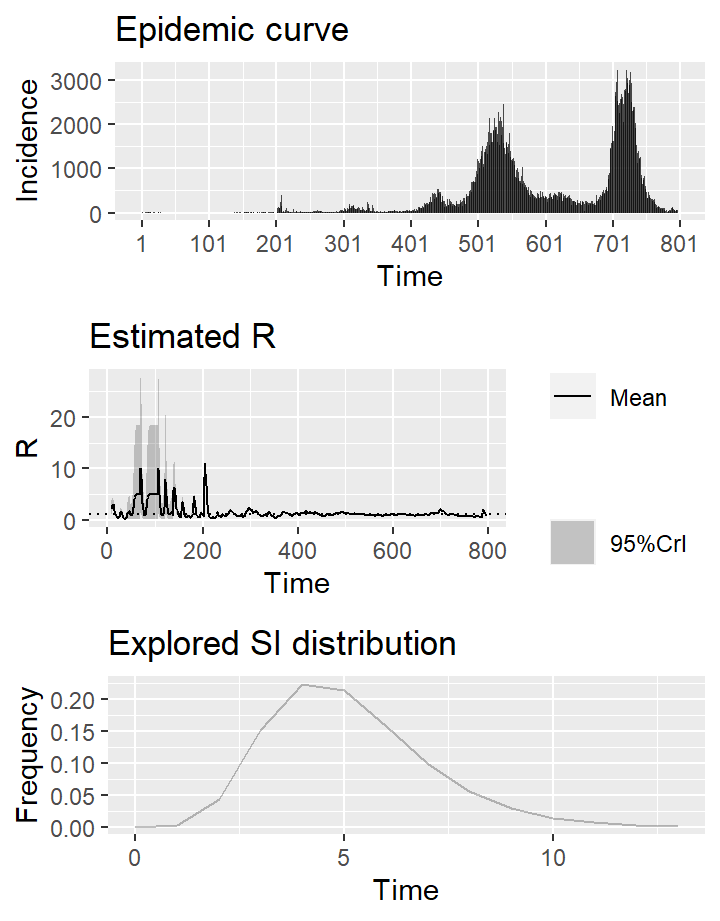 Epidemic curve
Incidence
3000
2000
1000
0
1 101 201 301 401 501 601 701 801
Time
Estimated R
R
20
10
0
0 200 400 600 800
Time
Mean
95%CrI
Explored SI distribution
Frequency
0.20
0.15
0.10
0.05
0.00
0 5 10
Time